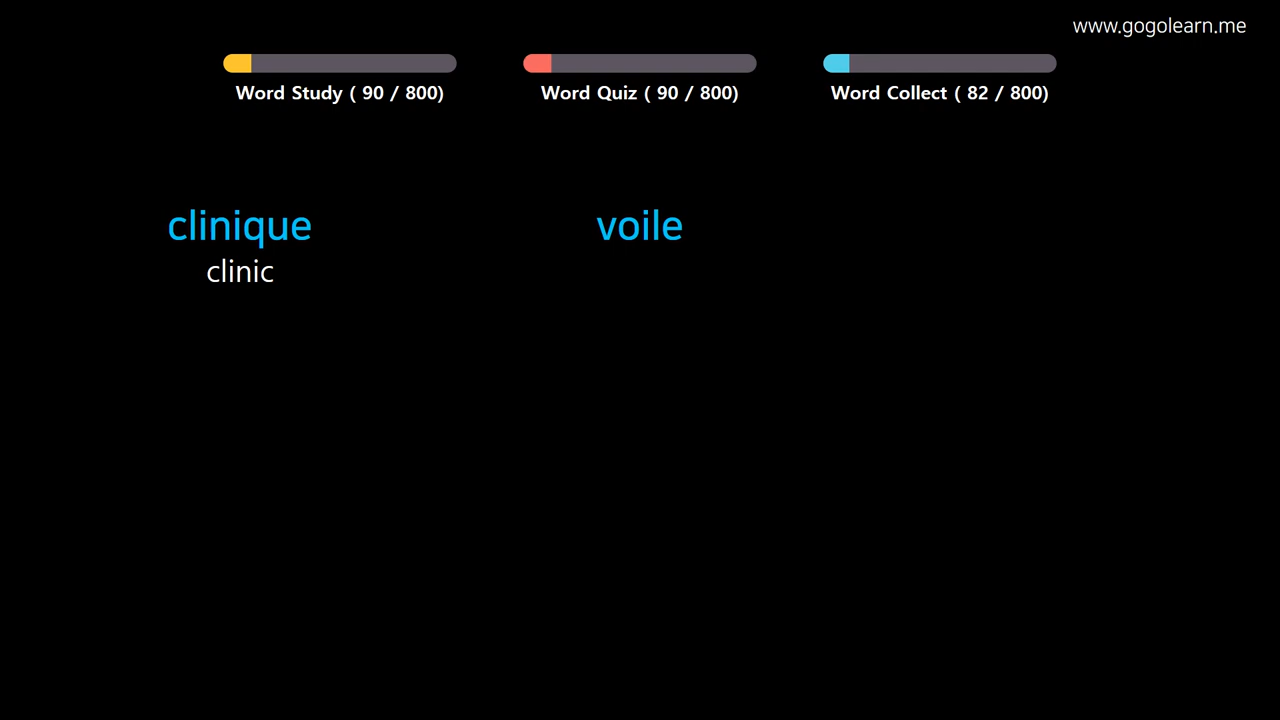 www.gogolearn.me
Word Study ( 90 / 800)
Word Quiz ( 90 / 800)
Word Collect ( 82 / 800)
clinique
clinic
voile